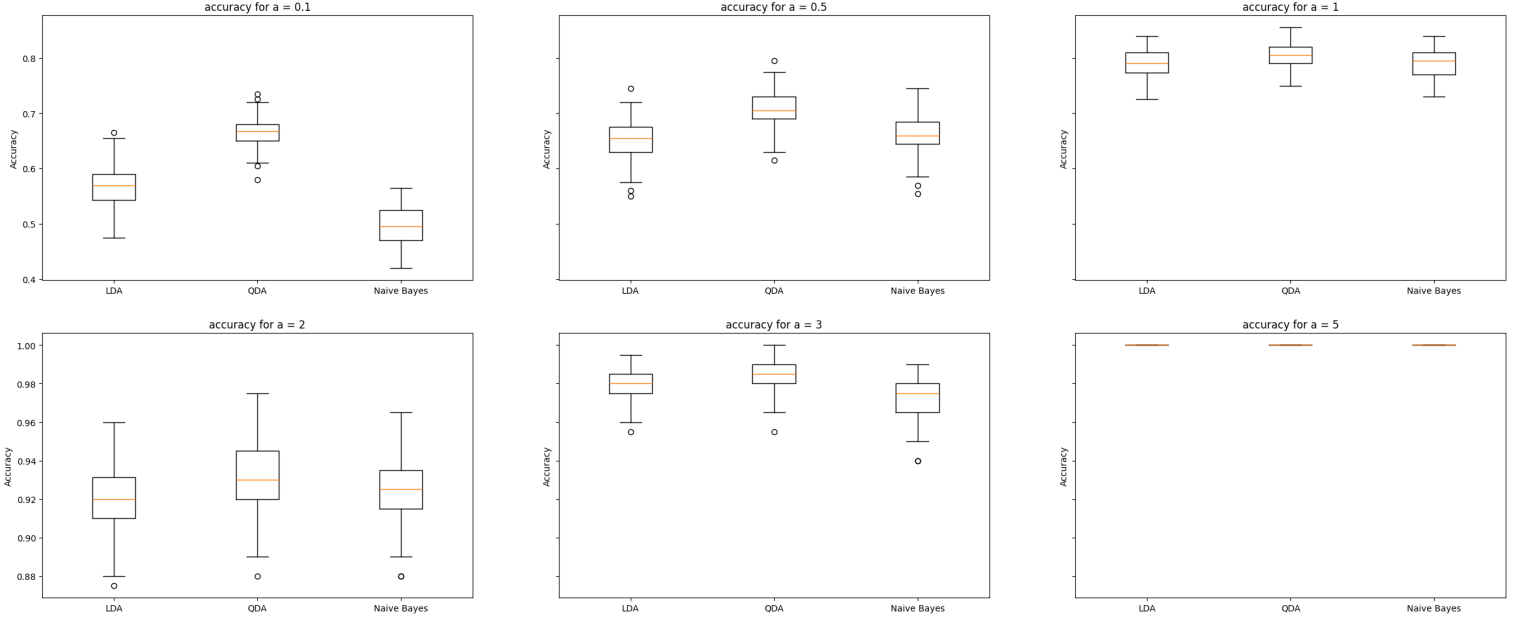 accuracy for a = 0.1
accuracy for a = 0.5
accuracy for a = 1
Accuracy
0.8
0.7
0.6
0.5
0.4
LDA
QDA
Naive Bayes
Accuracy
LDA
QDA
Naive Bayes
Accuracy
LDA
QDA
Naive Bayes
accuracy for a = 2
accuracy for a = 3
accuracy for a = 5
Accuracy
1.00
0.98
0.96
0.94
0.92
0.90
0.88
LDA
QDA
Naive Bayes
Accuracy
LDA
QDA
Naive Bayes
Accuracy
LDA
QDA
Naive Bayes